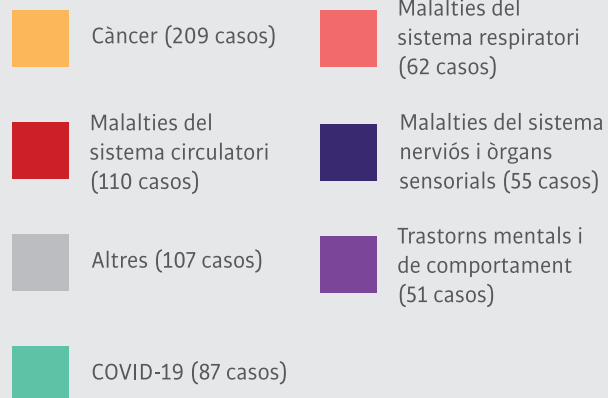 Càncer (209 casos)
Malalties del
sistema circulatori
(110 casos)
Altres (107 casos)
COVID-19 (87 casos)
Malalties del
sistema respiratori
(62 casos)
Malalties del sistema
nerviós i òrgans
sensorials (55 casos)
Trastorns mentals i
de comportament
(51 casos)